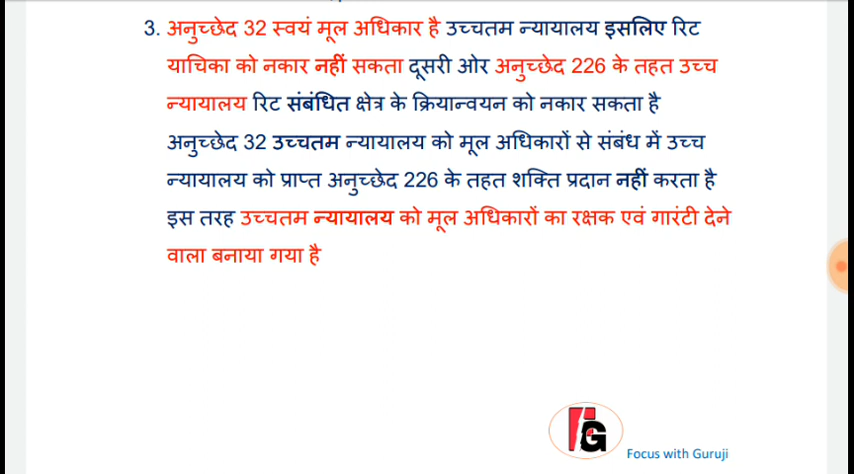 3. अनुच्छेद 32 स्वयं मूल अधिकार है उच्चतम न्यायालय इसलिए रिट
याचिका को नकार नहीं सकता दूसरी ओर अनुच्छेद 226 के तहत उच्च
न्यायालय रिट संबंधित क्षेत्र के क्रियान्वयन को नकार सकता है
अनुच्छेद 32 उच्चतम न्यायालय को मूल अधिकारों से संबंध में उच्च
न्यायालय को प्राप्त अनुच्छेद 226 के तहत शक्ति प्रदान नहीं करता है
इस तरह उच्चतम न्यायालय को मूल अधिकारों का रक्षक एवं गारंटी देने
वाला बनाया गया है
G
Focus with Guruji